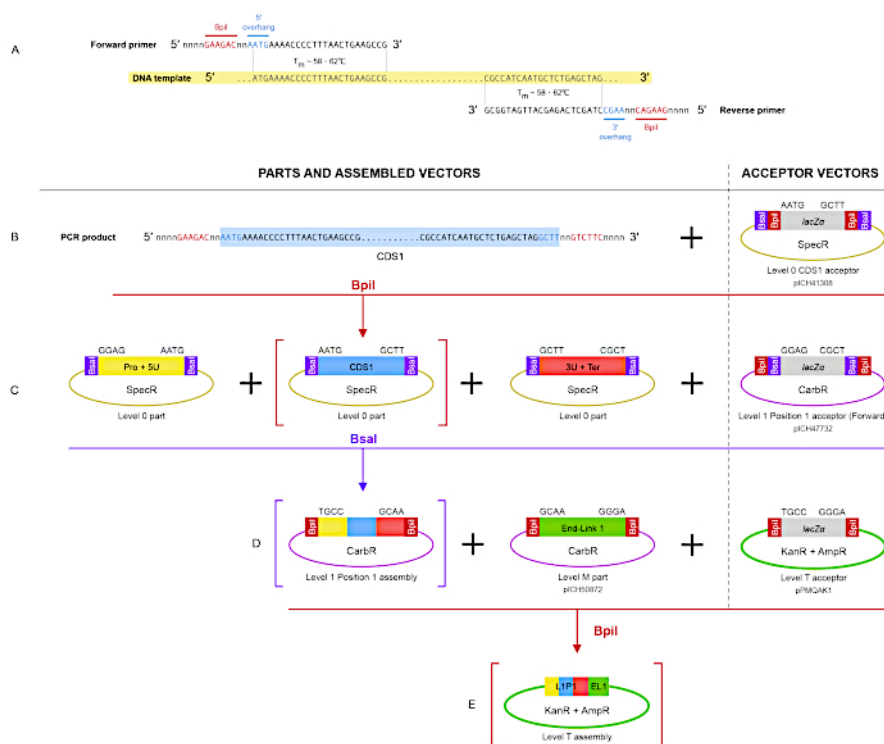 A
BpiI
5'
overhang
Forward primer 5' nnnnGAAGACnnAATGAAAACCCCTTTAACTGAAGCCG 3'
Tm ~ 58 - 62°C
DNA template 5' ...ATGAAAACCCCTTTAACTGAAGCCG................CGCCATCAATGCTCTGAGCTAG... 3'
Tm ~ 58 - 62°C
3' GCGGTAGTTACGAGACTCGATCCGAAnnCAGAAGnnnn 5' Reverse primer
3'
overhang
BpiI
PARTS AND ASSEMBLED VECTORS
ACCEPTOR VECTORS
B
PCR product 5' nnnnGAAGACnnAATGAAAACCCCTTTAACTGAAGCCG...........CGCCATCAATGCTCTGAGCTAGGCTTnnGTCTTCnnnn 3'
CDS1
+
AATG GCTT
BsaI BpiI lacZα BpiI BsaI
SpecR
Level 0 CDS1 acceptor
pICH41308
BpiI
C
GGAG AATG
BsaI Pro + 5U BsaI
SpecR
Level 0 part
+
AATG GCTT
BsaI CDS1 BsaI
SpecR
Level 0 part
+
GCTT CGCT
BsaI 3U + Ter BsaI
SpecR
Level 0 part
+
GGAG CGCT
BpiI BsaI lacZα BsaI BpiI
CarbR
Level 1 Position 1 acceptor (Forward
pICH47732
BsaI
D
TGCC GCAA
BpiI BpiI
CarbR
Level 1 Position 1 assembly
+
GCAA GGGA
BpiI End-Link 1 BpiI
CarbR
Level M part
pICH50872
+
TGCC GGGA
BpiI lacZα BpiI
KanR + AmpR
Level T acceptor
pPMQAK1
BpiI
E
L1P1 EL1
KanR + AmpR
Level T assembly